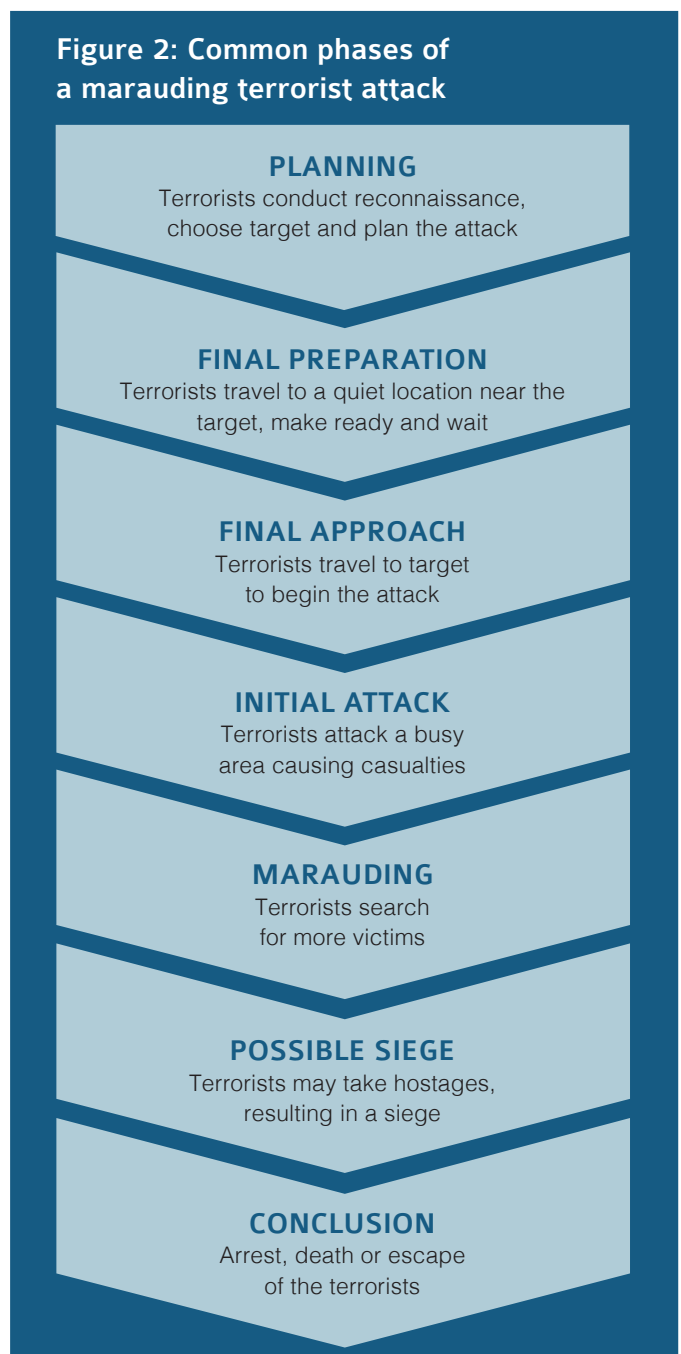 Figure 2: Common phases of
a marauding terrorist attack
PLANNING
Terrorists conduct reconnaissance,
choose target and plan the attack
FINAL PREPARATION
Terrorists travel to a quiet location near the
target, make ready and wait
FINAL APPROACH
Terrorists travel to target
to begin the attack
INITIAL ATTACK
Terrorists attack a busy
area causing casualties
MARAUDING
Terrorists search
for more victims
POSSIBLE SIEGE
Terrorists may take hostages,
resulting in a siege
CONCLUSION
Arrest, death or escape
of the terrorists